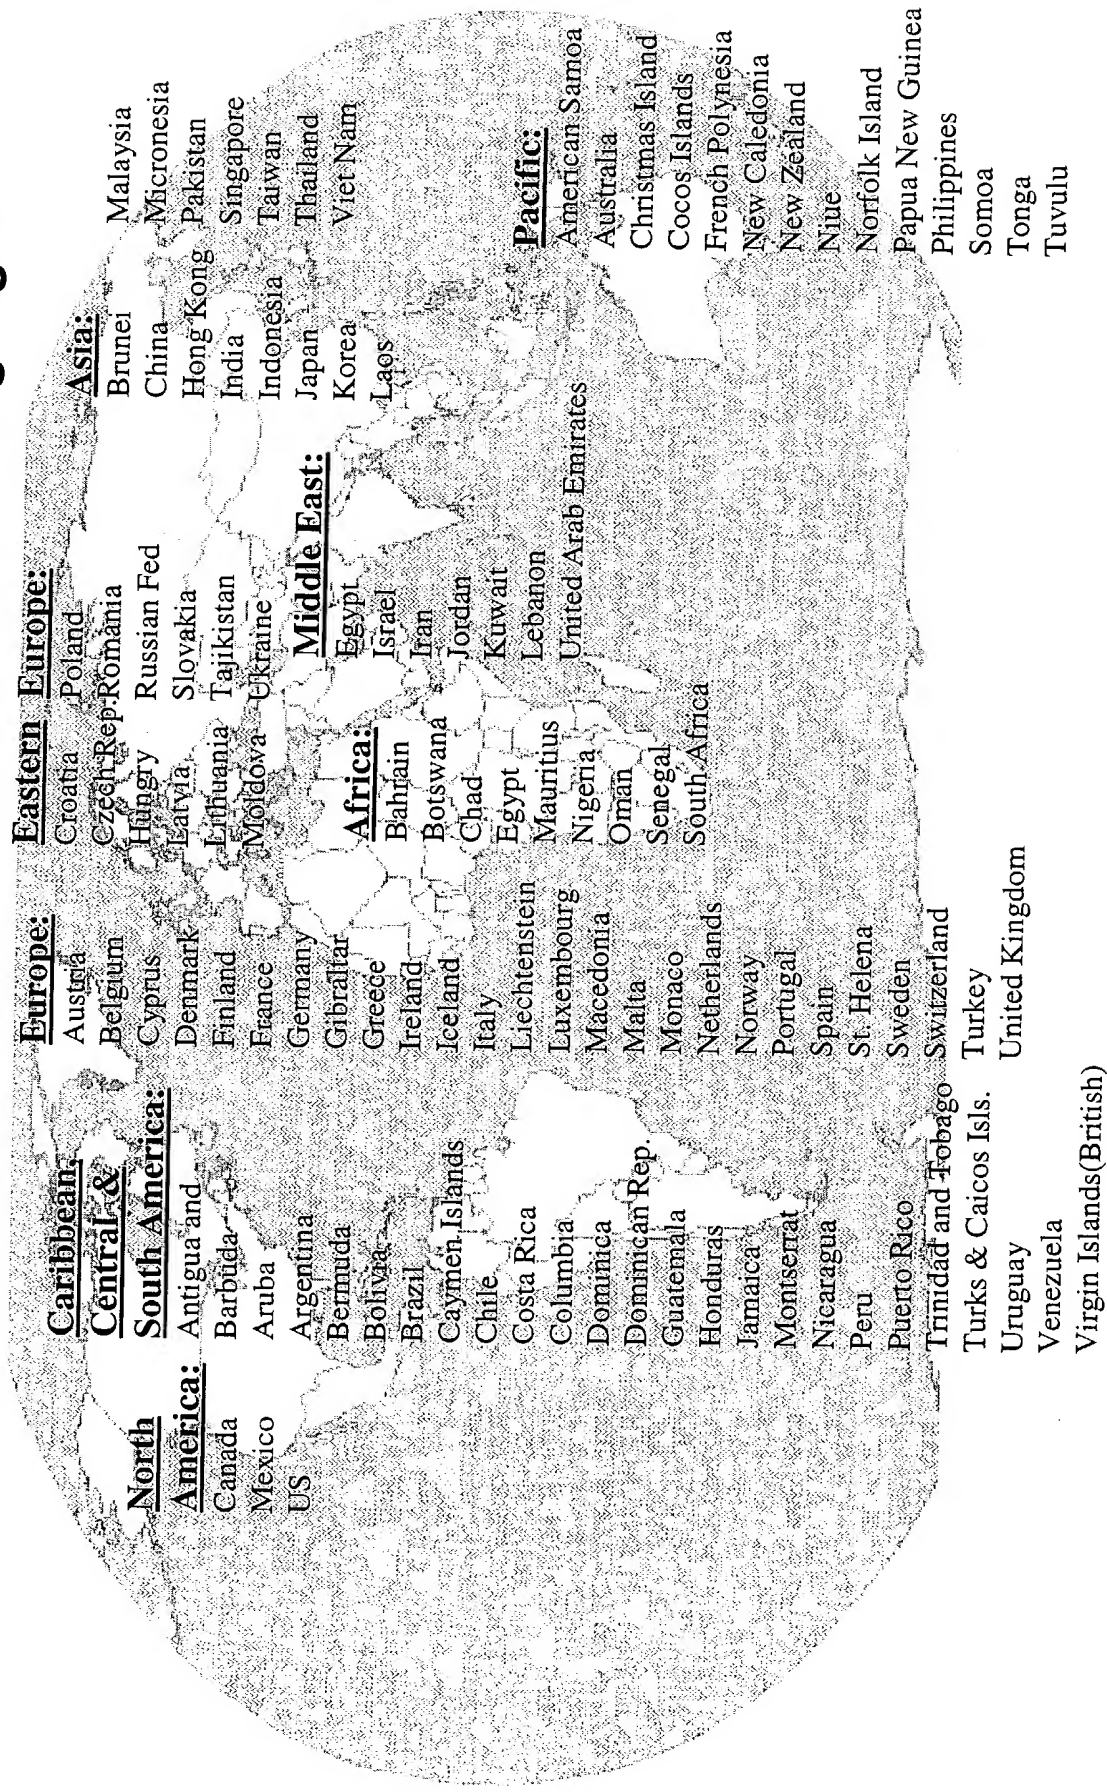 North
America:
Canada
Mexico
US
Caribbean,
Central &
South America:
Antigua and
Barbuda
Aruba
Argentina
Bermuda
Bolivia
Brazil
Caymen Islands
Chile
Costa Rica
Columbia
Dominica
Dominican Rep.
Guatemala
Honduras
Jamaica
Montserrat
Nicaragua
Peru
Puerto Rico
Trinidad and Tobago
Turks & Caicos Isls.
Uruguay
Venezuela
Virgin Islands(British)
Europe:
Austria
Belgium
Cyprus
Denmark
Finland
France
Germany
Gibraltar
Greece
Ireland
Iceland
Italy
Liechtenstein
Luxembourg
Macedonia
Malta
Monaco
Netherlands
Norway
Portugal
Spain
St. Helena
Sweden
Switzerland
Turkey
United Kingdom
Eastern Europe:
Croatia
Czech Rep.
Hungry
Latvia
Lithuania
Moldova
Poland
Romania
Russian Fed
Slovakia
Tajikistan
Ukraine
Africa:
Bahrain
Botswana
Chad
Egypt
Mauritius
Nigeria
Oman
Senegal
South Africa
Middle East:
Egypt
Israel
Iran
Jordan
Kuwait
Lebanon
United Arab Emirates
Asia:
Brunei
China
Hong Kong
India
Indonesia
Japan
Korea
Laos
Malaysia
Micronesia
Pakistan
Singapore
Taiwan
Thailand
Viet Nam
Pacific:
American Samoa
Australia
Christmas Island
Cocos Islands
French Polynesia
New Caledonia
New Zealand
Niue
Norfolk Island
Papua New Guinea
Philippines
Somoa
Tonga
Tuvulu